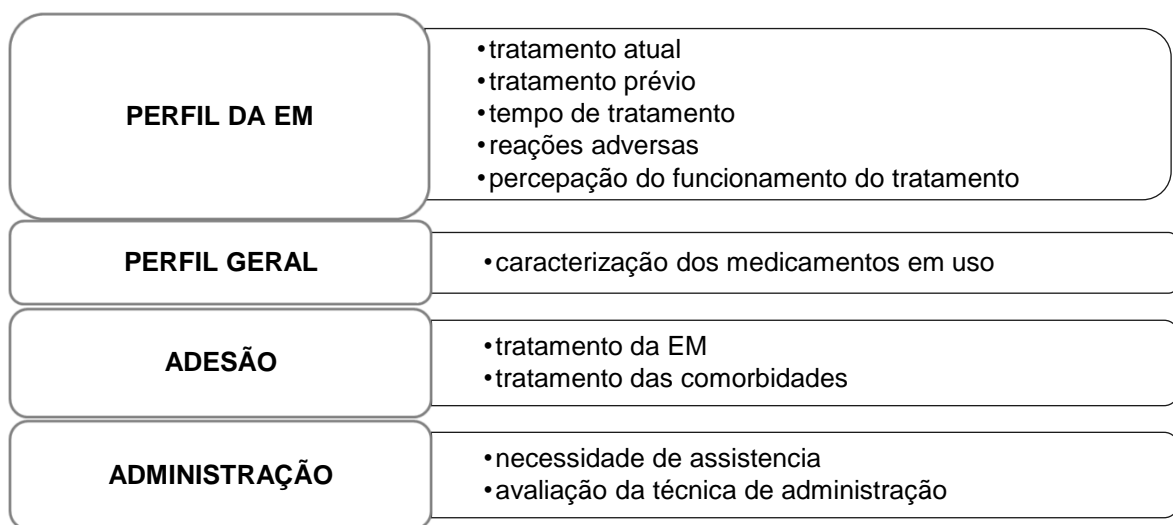 PERFIL DA EM
•tratamento atual
•tratamento prévio
•tempo de tratamento
•reações adversas
•percepação do funcionamento do tratamento
PERFIL GERAL
•caracterização dos medicamentos em uso
ADESÃO
•tratamento da EM
•tratamento das comorbidades
ADMINISTRAÇÃO
•necessidade de assistencia
•avaliação da técnica de administração